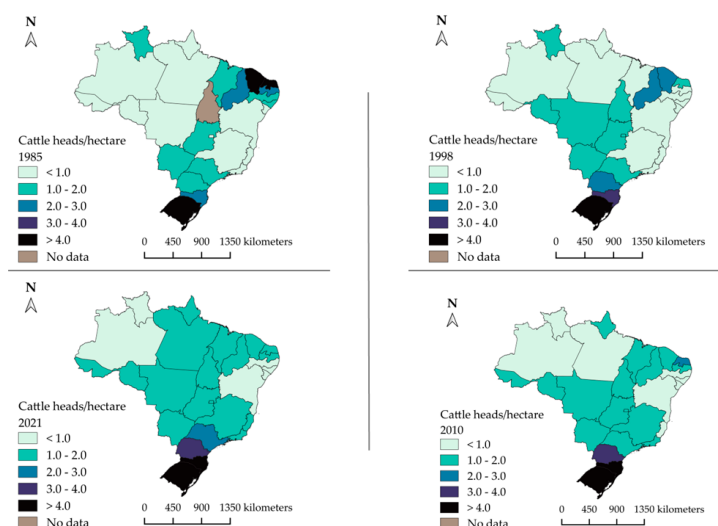 N
Cattle heads/hectare
1985
< 1.0
1.0 - 2.0
2.0 - 3.0
3.0 - 4.0
> 4.0
No data
0 450 900 1350 kilometers
N
Cattle heads/hectare
1998
< 1.0
1.0 - 2.0
2.0 - 3.0
3.0 - 4.0
> 4.0
No data
0 450 900 1350 kilometers
N
Cattle heads/hectare
2021
< 1.0
1.0 - 2.0
2.0 - 3.0
3.0 - 4.0
> 4.0
No data
0 450 900 1350 kilometers
N
Cattle heads/hectare
2010
< 1.0
1.0 - 2.0
2.0 - 3.0
3.0 - 4.0
> 4.0
No data
0 450 900 1350 kilometers